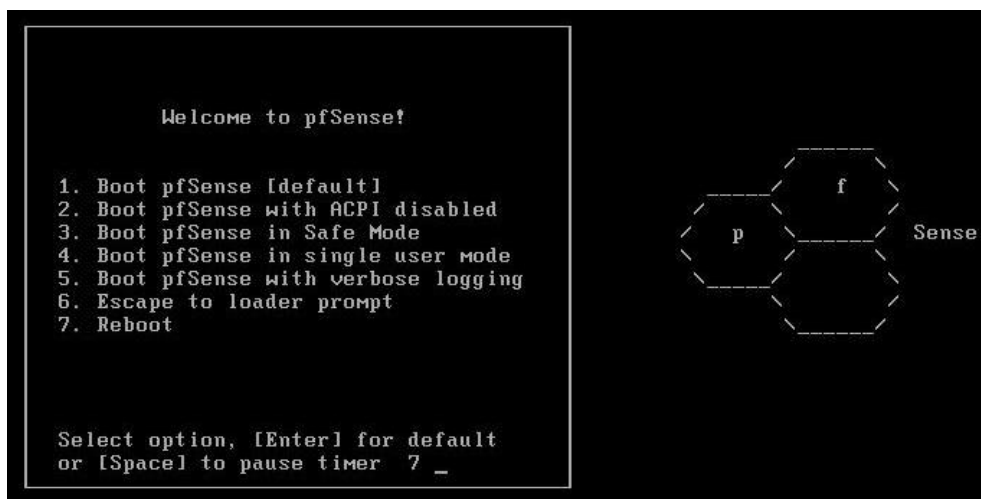 Welcome to pfSense!
1. Boot pfSense [default]
2. Boot pfSense with ACPI disabled
3. Boot pfSense in Safe Mode
4. Boot pfSense in single user mode
5. Boot pfSense with verbose logging
6. Escape to loader prompt
7. Reboot
Select option, [Enter] for default
or [Space] to pause timer 7 _
f
p Sense